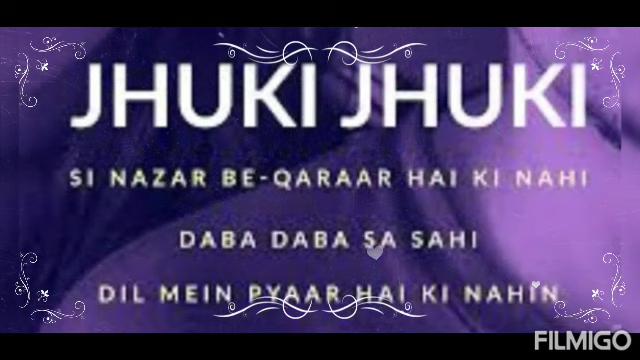 JHUKI JHUKI
SI NAZAR BE-QARAAR HAI KI NAHI
DABA DABA SA SAHI
DIL MEIN PYAAR HAI KI NAHIN
FILMIGO